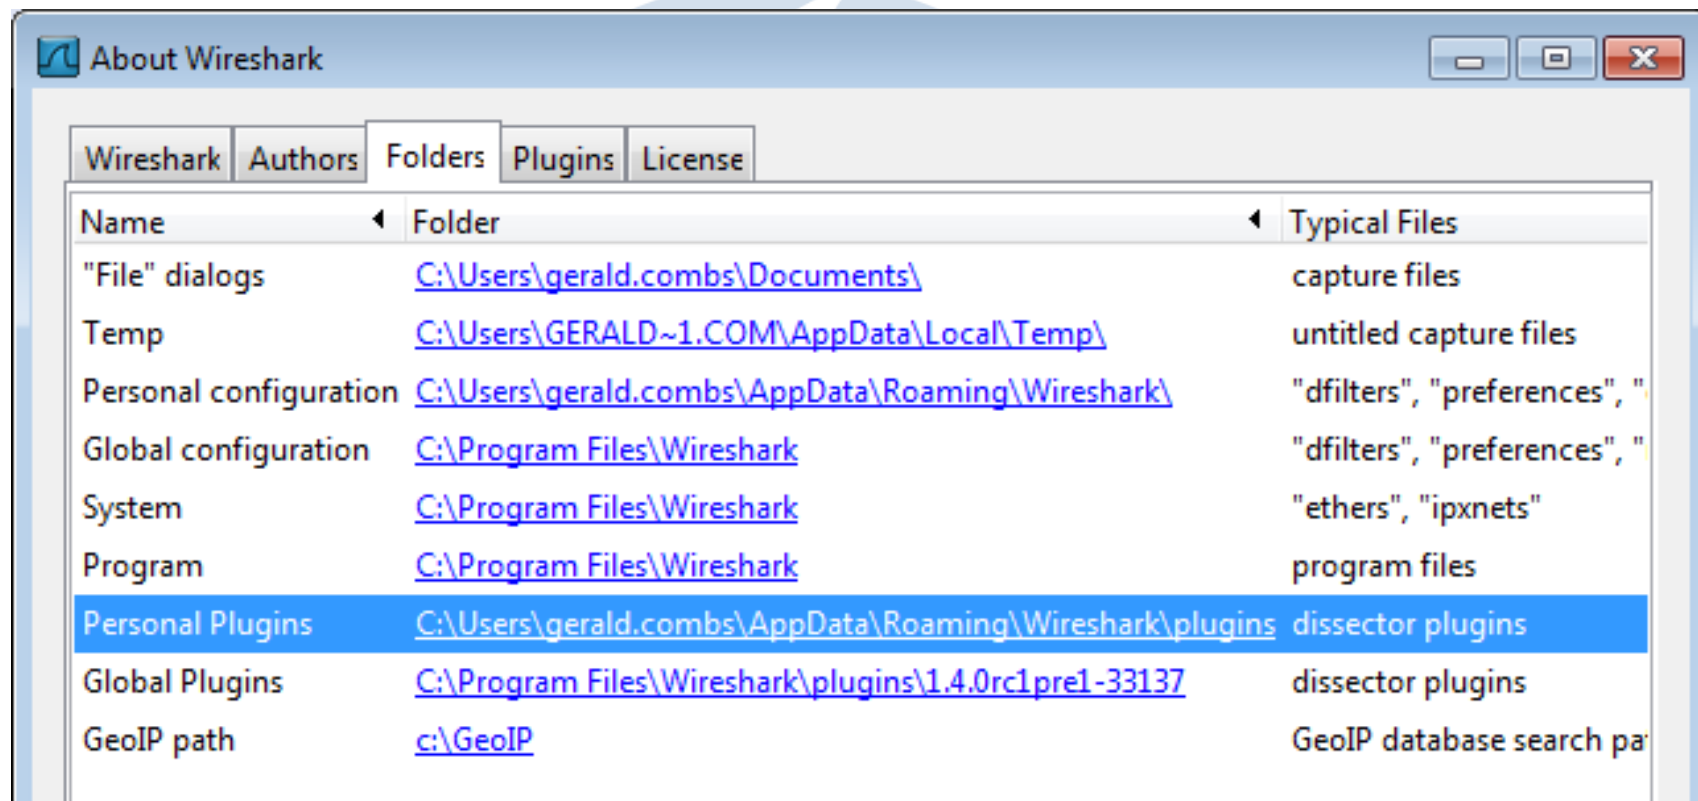 About Wireshark
Wireshark Authors Folders Plugins License
Name Folder Typical Files
"File" dialogs C:\Users\gerald.combs\Documents\ capture files
Temp C:\Users\GERALD~1.COM\AppData\Local\Temp\ untitled capture files
Personal configuration C:\Users\gerald.combs\AppData\Roaming\Wireshark\ "dfilters", "preferences", "
Global configuration C:\Program Files\Wireshark "dfilters", "preferences", "
System C:\Program Files\Wireshark "ethers", "ipxnets"
Program C:\Program Files\Wireshark program files
Personal Plugins C:\Users\gerald.combs\AppData\Roaming\Wireshark\plugins dissector plugins
Global Plugins C:\Program Files\Wireshark\plugins\1.4.0rc1pre1-33137 dissector plugins
GeoIP path c:\GeoIP GeoIP database search